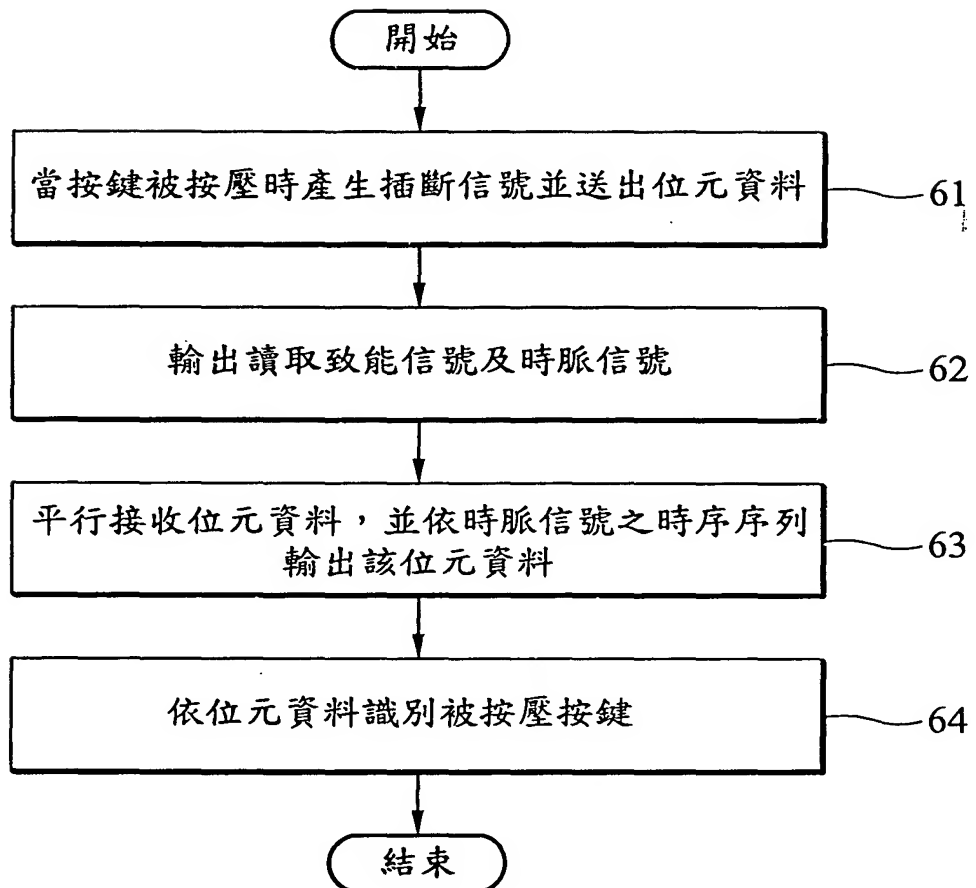 開始
當按鍵被按壓時產生插斷信號並送出位元資料
61
輸出讀取致能信號及時脈信號
62
平行接收位元資料，並依時脈信號之時序序列
輸出該位元資料
63
依位元資料識別被按壓按鍵
64
結束